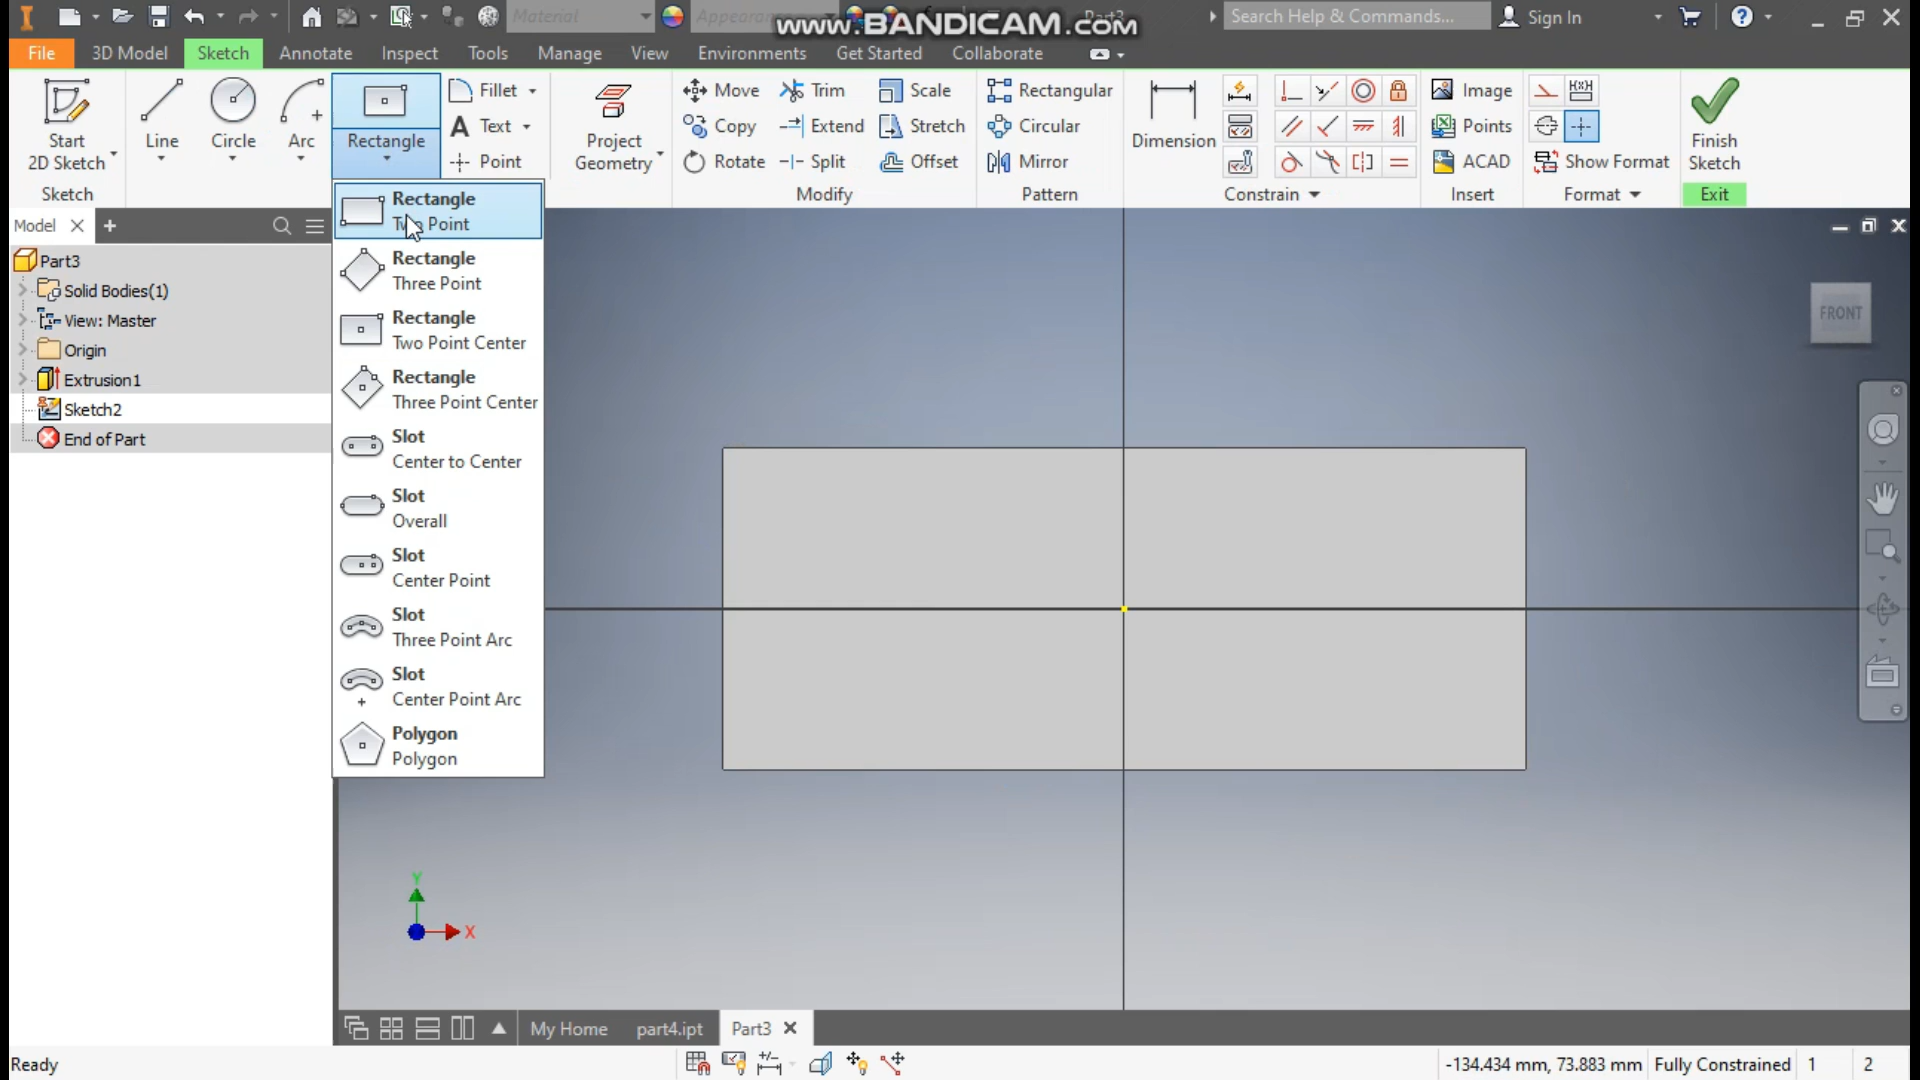 Material
Appearance
www.BANDICAM.com
Search Help & Commands...
Sign In
File
3D Model
Sketch
Annotate
Inspect
Tools
Manage
View
Environments
Get Started
Collaborate
Start
2D Sketch
Line
Circle
Arc
Rectangle
Fillet
Text
Point
Project
Geometry
Move
Trim
Scale
Copy
Extend
Stretch
Rotate
Split
Offset
Rectangular
Circular
Mirror
Dimension
Image
Points
ACAD
Show Format
Finish
Sketch
Sketch
Modify
Pattern
Constrain
Insert
Format
Exit
Model
Part3
Solid Bodies(1)
View: Master
Origin
Extrusion1
Sketch2
End of Part
Rectangle
Two Point
Rectangle
Three Point
Rectangle
Two Point Center
Rectangle
Three Point Center
Slot
Center to Center
Slot
Overall
Slot
Center Point
Slot
Three Point Arc
Slot
Center Point Arc
Polygon
Polygon
FRONT
Y
X
My Home
part4.ipt
Part3
Ready
-134.434 mm, 73.883 mm
Fully Constrained
1
2